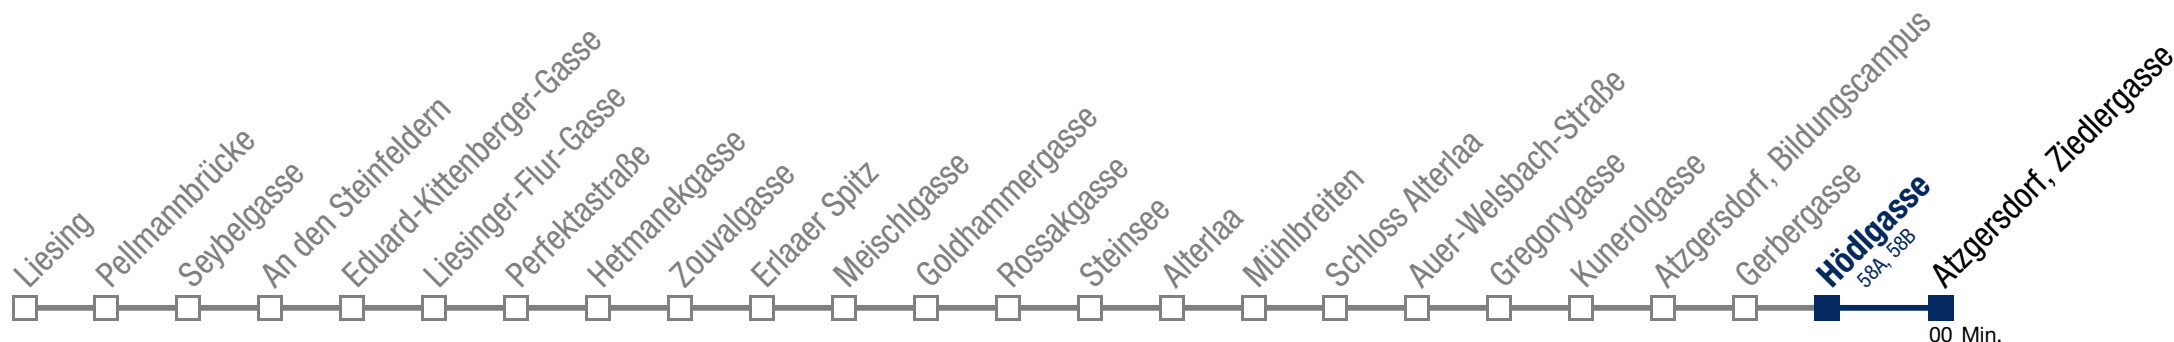 Liesing
Pellmannbrücke
Seybelgasse
An den Steinfeldern
Eduard-Kittenberger-Gasse
Liesinger-Flur-Gasse
Perfektastraße
Hetmanekgasse
Zouvalgasse
Erlaaer Spitz
Meischlgasse
Goldhammergasse
Rossakgasse
Steinsee
Alterlaa
Mühlbreiten
Schloss Alterlaa
Auer-Welsbach-Straße
Gregorygasse
Kunerolgasse
Atzgersdorf, Bildungscampus
Gerbergasse
Hödlgasse
58A, 58B
Atzgersdorf, Ziedlergasse
00 Min.